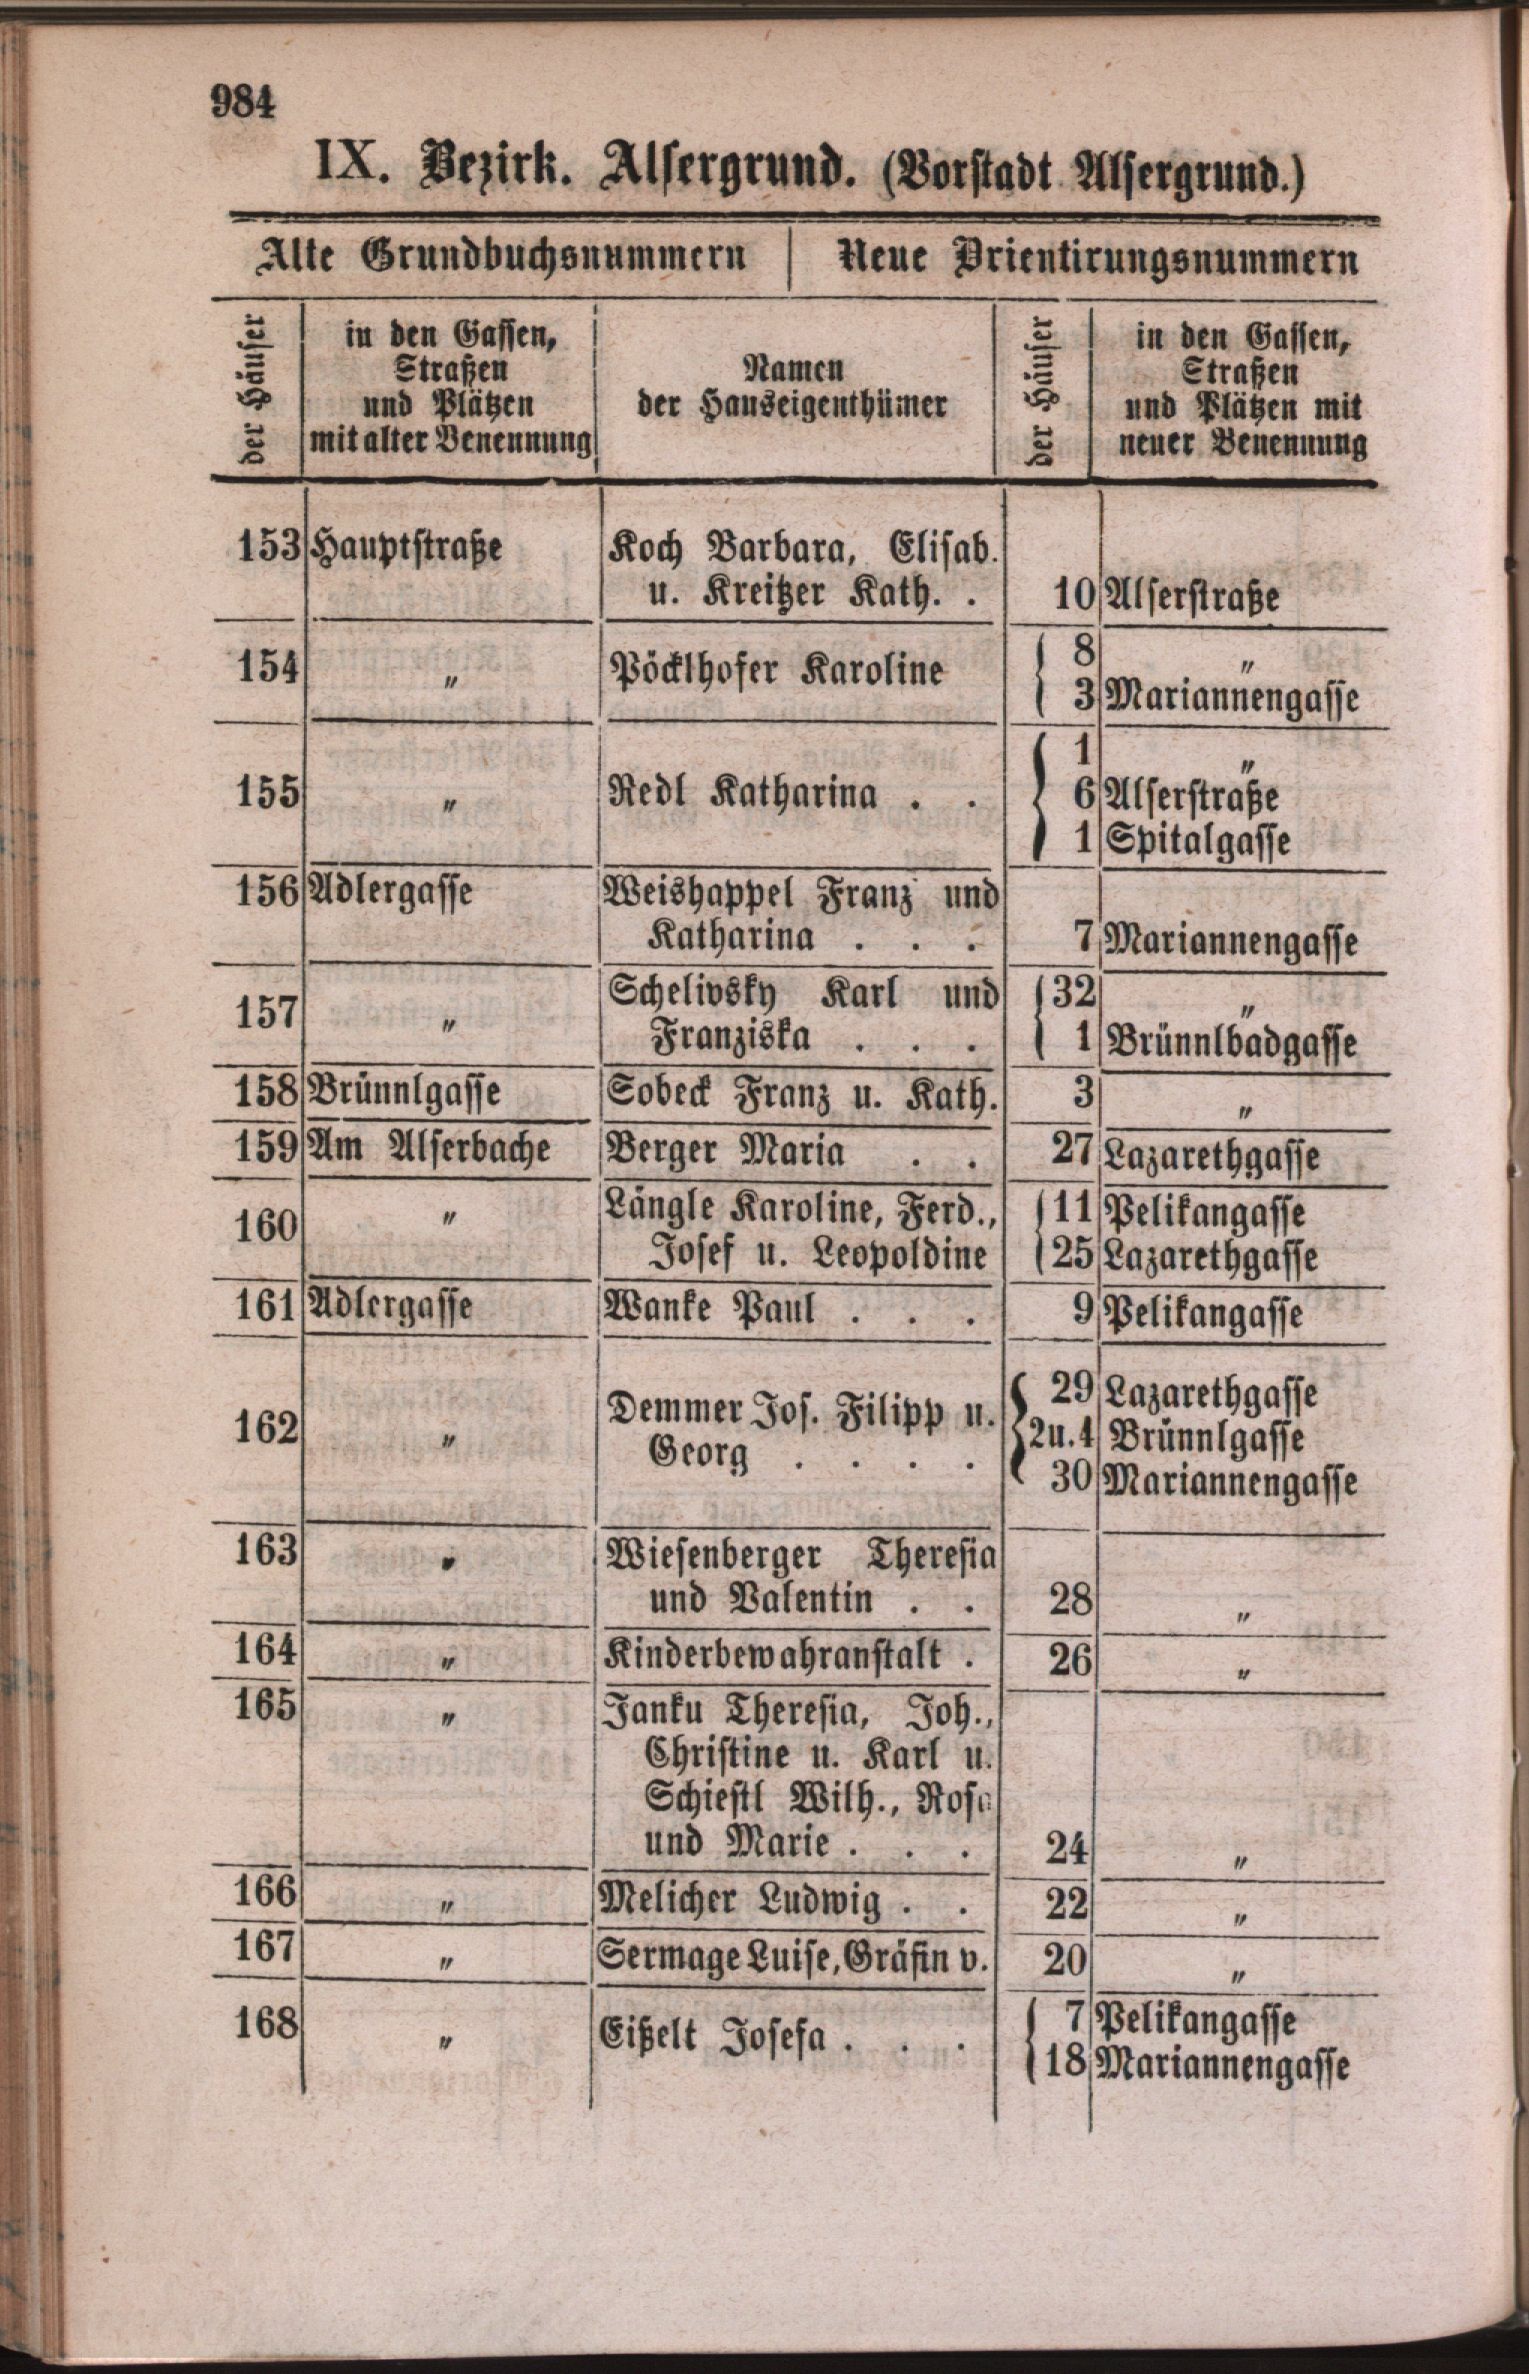 984
IX. Bezirk. Alsergrund. (Vorstadt Alsergrund.)
Alte Grundbuchsnummern | Neue Orientirungsnummern
der Häuser
in den Gassen,
Straßen
und Plätzen
mit alter Benennung
Namen
der Hauseigenthümer
der Häuser
in den Gassen,
Straßen
und Plätzen mit
neuer Benennung
153 Hauptstraße Koch Barbara, Elisab.
u. Kreitzer Kath. . 10 Alserstraße
154 „ Pöcklhofer Karoline { 8 „
3 Mariannengasse
155 „ Redl Katharina . . { 1 „
6 Alserstraße
1 Spitalgasse
156 Adlergasse Weishappel Franz und
Katharina . . . 7 Mariannengasse
157 „ Schelivsky Karl und { 32 „
Franziska . . . 1 Brünnlbadgasse
158 Brünnlgasse Sobeck Franz u. Kath. 3 „
159 Am Alserbache Berger Maria . . 27 Lazarethgasse
160 „ Längle Karoline, Ferd., { 11 Pelikangasse
Josef u. Leopoldine 25 Lazarethgasse
161 Adlergasse Wanke Paul . . . 9 Pelikangasse
162 „ Demmer Jos. Filipp u. { 29 Lazarethgasse
Georg . . . . 2 u. 4 Brünnlgasse
30 Mariannengasse
163 „ Wiesenberger Theresia
und Valentin . . 28 „
164 „ Kinderbewahranstalt . 26 „
165 „ Janku Theresia, Joh.,
Christine u. Karl u.
Schiestl Wilh., Rosa
und Marie . . . 24 „
166 „ Melicher Ludwig . . 22 „
167 „ Sermage Luise, Gräfin v. 20 „
168 „ Eißelt Josefa . . . { 7 Pelikangasse
18 Mariannengasse